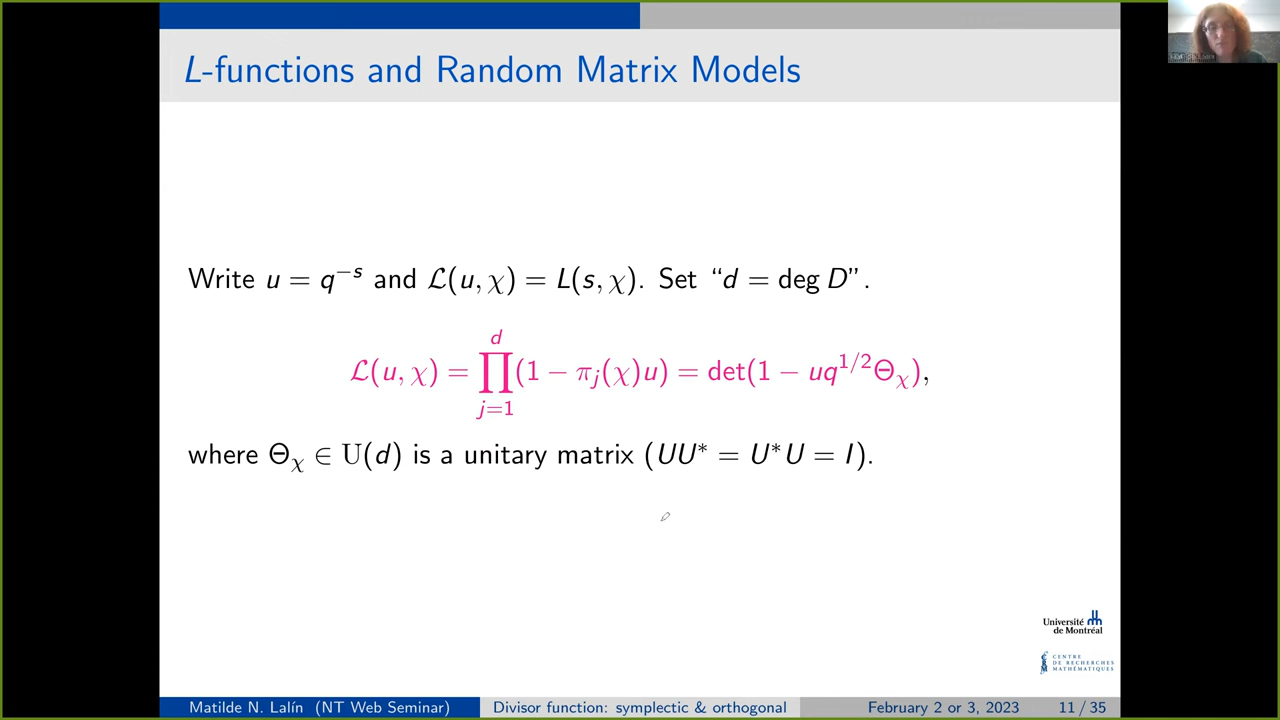 L-functions and Random Matrix Models
Write u = q^{−s} and ℒ(u, χ) = L(s, χ). Set “d = deg D”.
ℒ(u, χ) = ∏_{j=1}^{d} (1 − π_j(χ)u) = det(1 − uq^{1/2}Θ_χ),
where Θ_χ ∈ U(d) is a unitary matrix (UU* = U*U = I).
Université
de Montréal
CENTRE
DE RECHERCHES
MATHÉMATIQUES
Matilde N. Lalín (NT Web Seminar) Divisor function: symplectic & orthogonal February 2 or 3, 2023 11 / 35